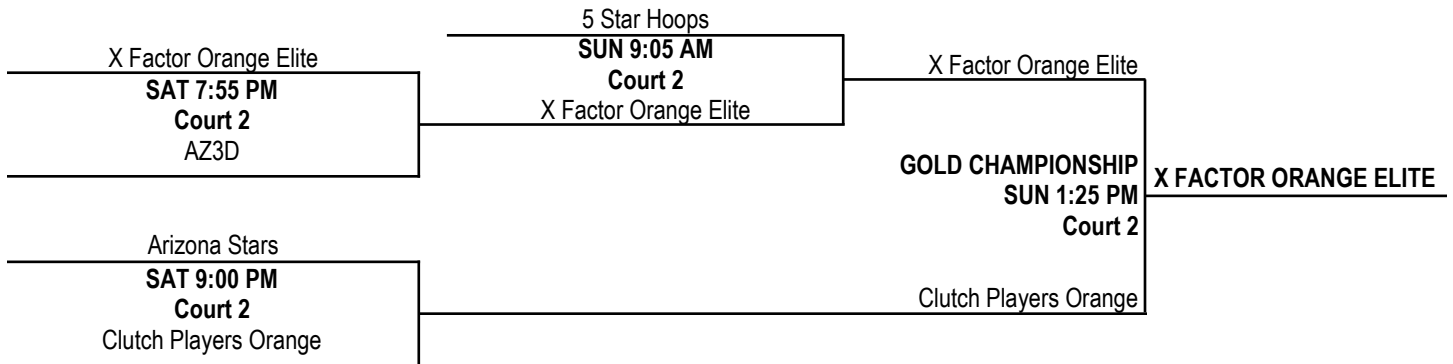 5 Star Hoops
X Factor Orange Elite
SUN 9:05 AM
X Factor Orange Elite
SAT 7:55 PM
Court 2
Court 2
X Factor Orange Elite
AZ3D
GOLD CHAMPIONSHIP
X FACTOR ORANGE ELITE
SUN 1:25 PM
Court 2
Arizona Stars
SAT 9:00 PM
Court 2
Clutch Players Orange
Clutch Players Orange